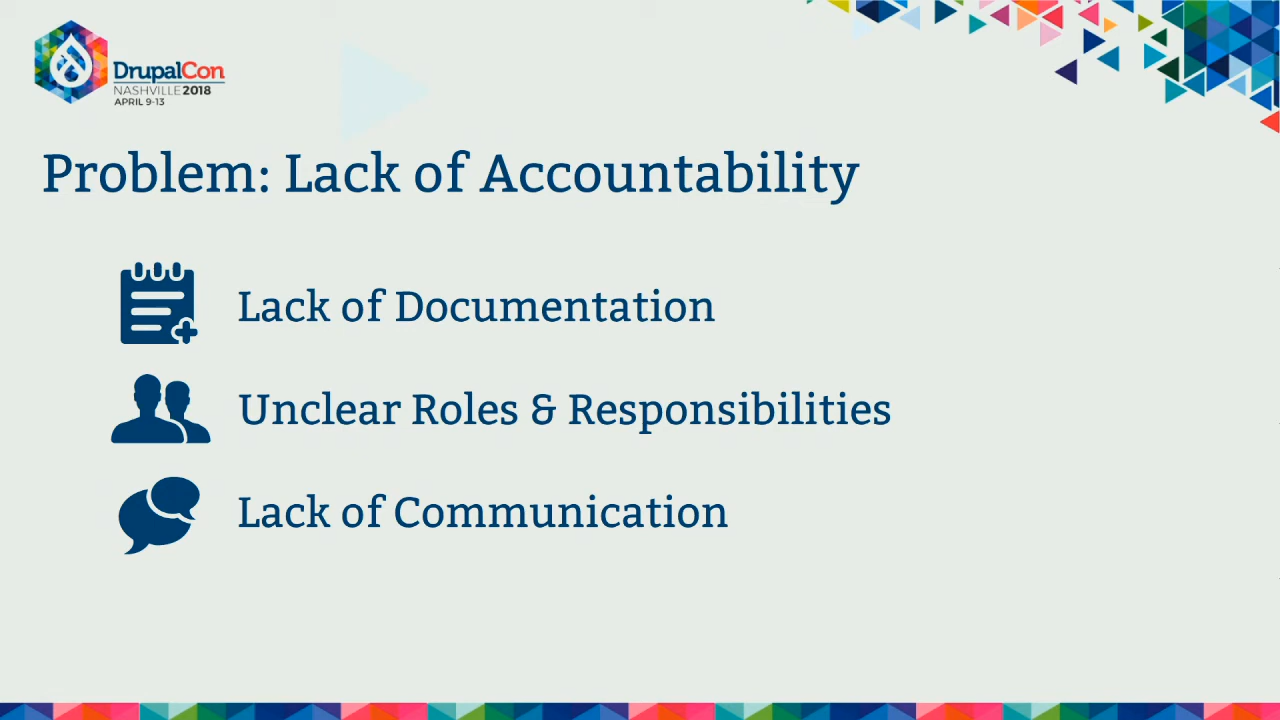 DrupalCon
NASHVILLE 2018
APRIL 9-13
Problem: Lack of Accountability
Lack of Documentation
Unclear Roles & Responsibilities
Lack of Communication